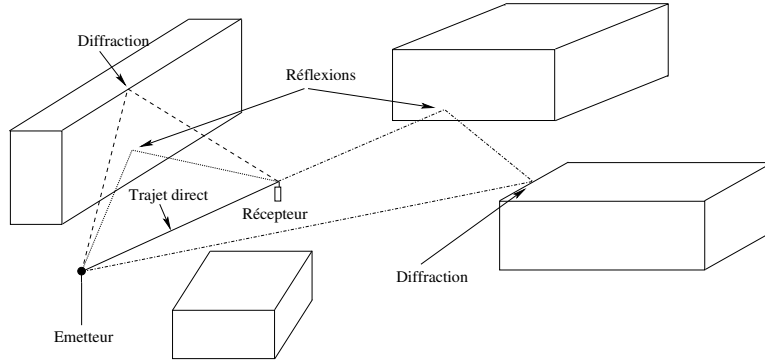 Diffraction
Réflexions
Trajet direct
Récepteur
Diffraction
Emetteur